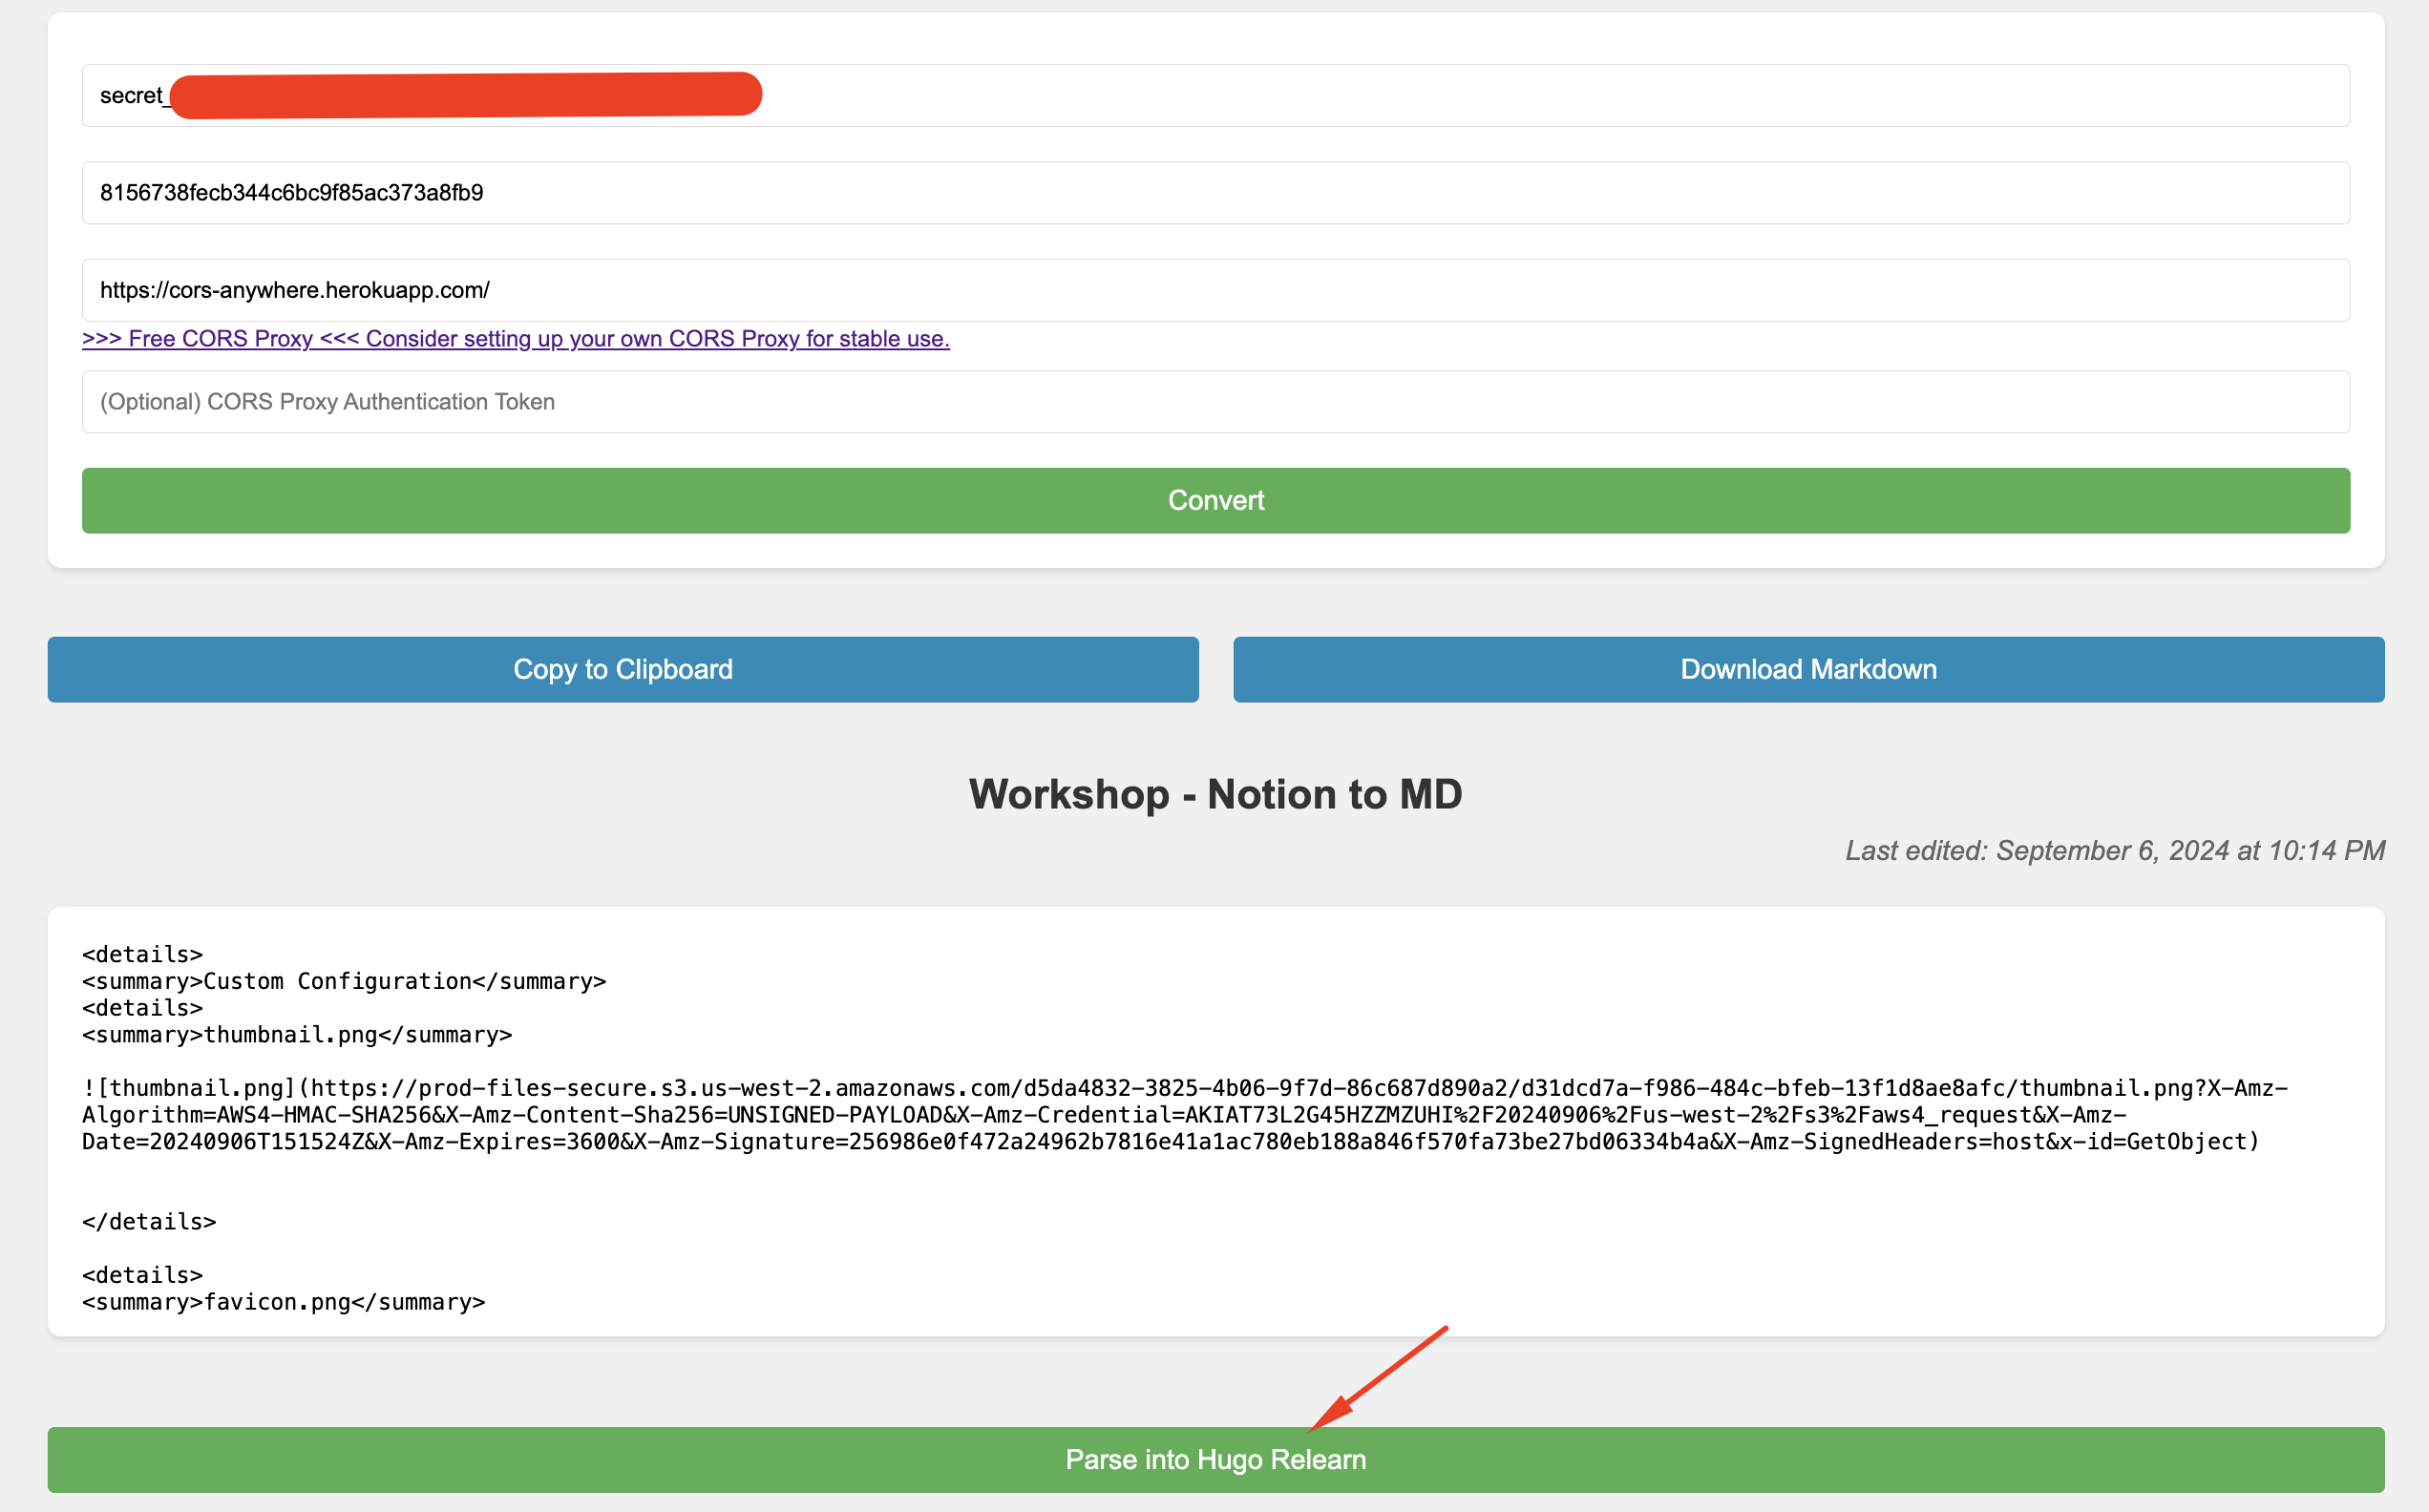 secret_
8156738fecb344c6bc9f85ac373a8fb9
https://cors-anywhere.herokuapp.com/
>>> Free CORS Proxy <<< Consider setting up your own CORS Proxy for stable use.
(Optional) CORS Proxy Authentication Token
Convert
Copy to Clipboard
Download Markdown
Workshop - Notion to MD
Last edited: September 6, 2024 at 10:14 PM
<details>
<summary>Custom Configuration</summary>
<details>
<summary>thumbnail.png</summary>
![thumbnail.png](https://prod-files-secure.s3.us-west-2.amazonaws.com/d5da4832-3825-4b06-9f7d-86c687d890a2/d31dcd7a-f986-484c-bfeb-13f1d8ae8afc/thumbnail.png?X-Amz-
Algorithm=AWS4-HMAC-SHA256&X-Amz-Content-Sha256=UNSIGNED-PAYLOAD&X-Amz-Credential=AKIAT73L2G45HZZMZUHI%2F20240906%2Fus-west-2%2Fs3%2Faws4_request&X-Amz-
Date=20240906T151524Z&X-Amz-Expires=3600&X-Amz-Signature=256986e0f472a24962b7816e41a1ac780eb188a846f570fa73be27bd06334b4a&X-Amz-SignedHeaders=host&x-id=GetObject)
</details>
<details>
<summary>favicon.png</summary>
Parse into Hugo Relearn